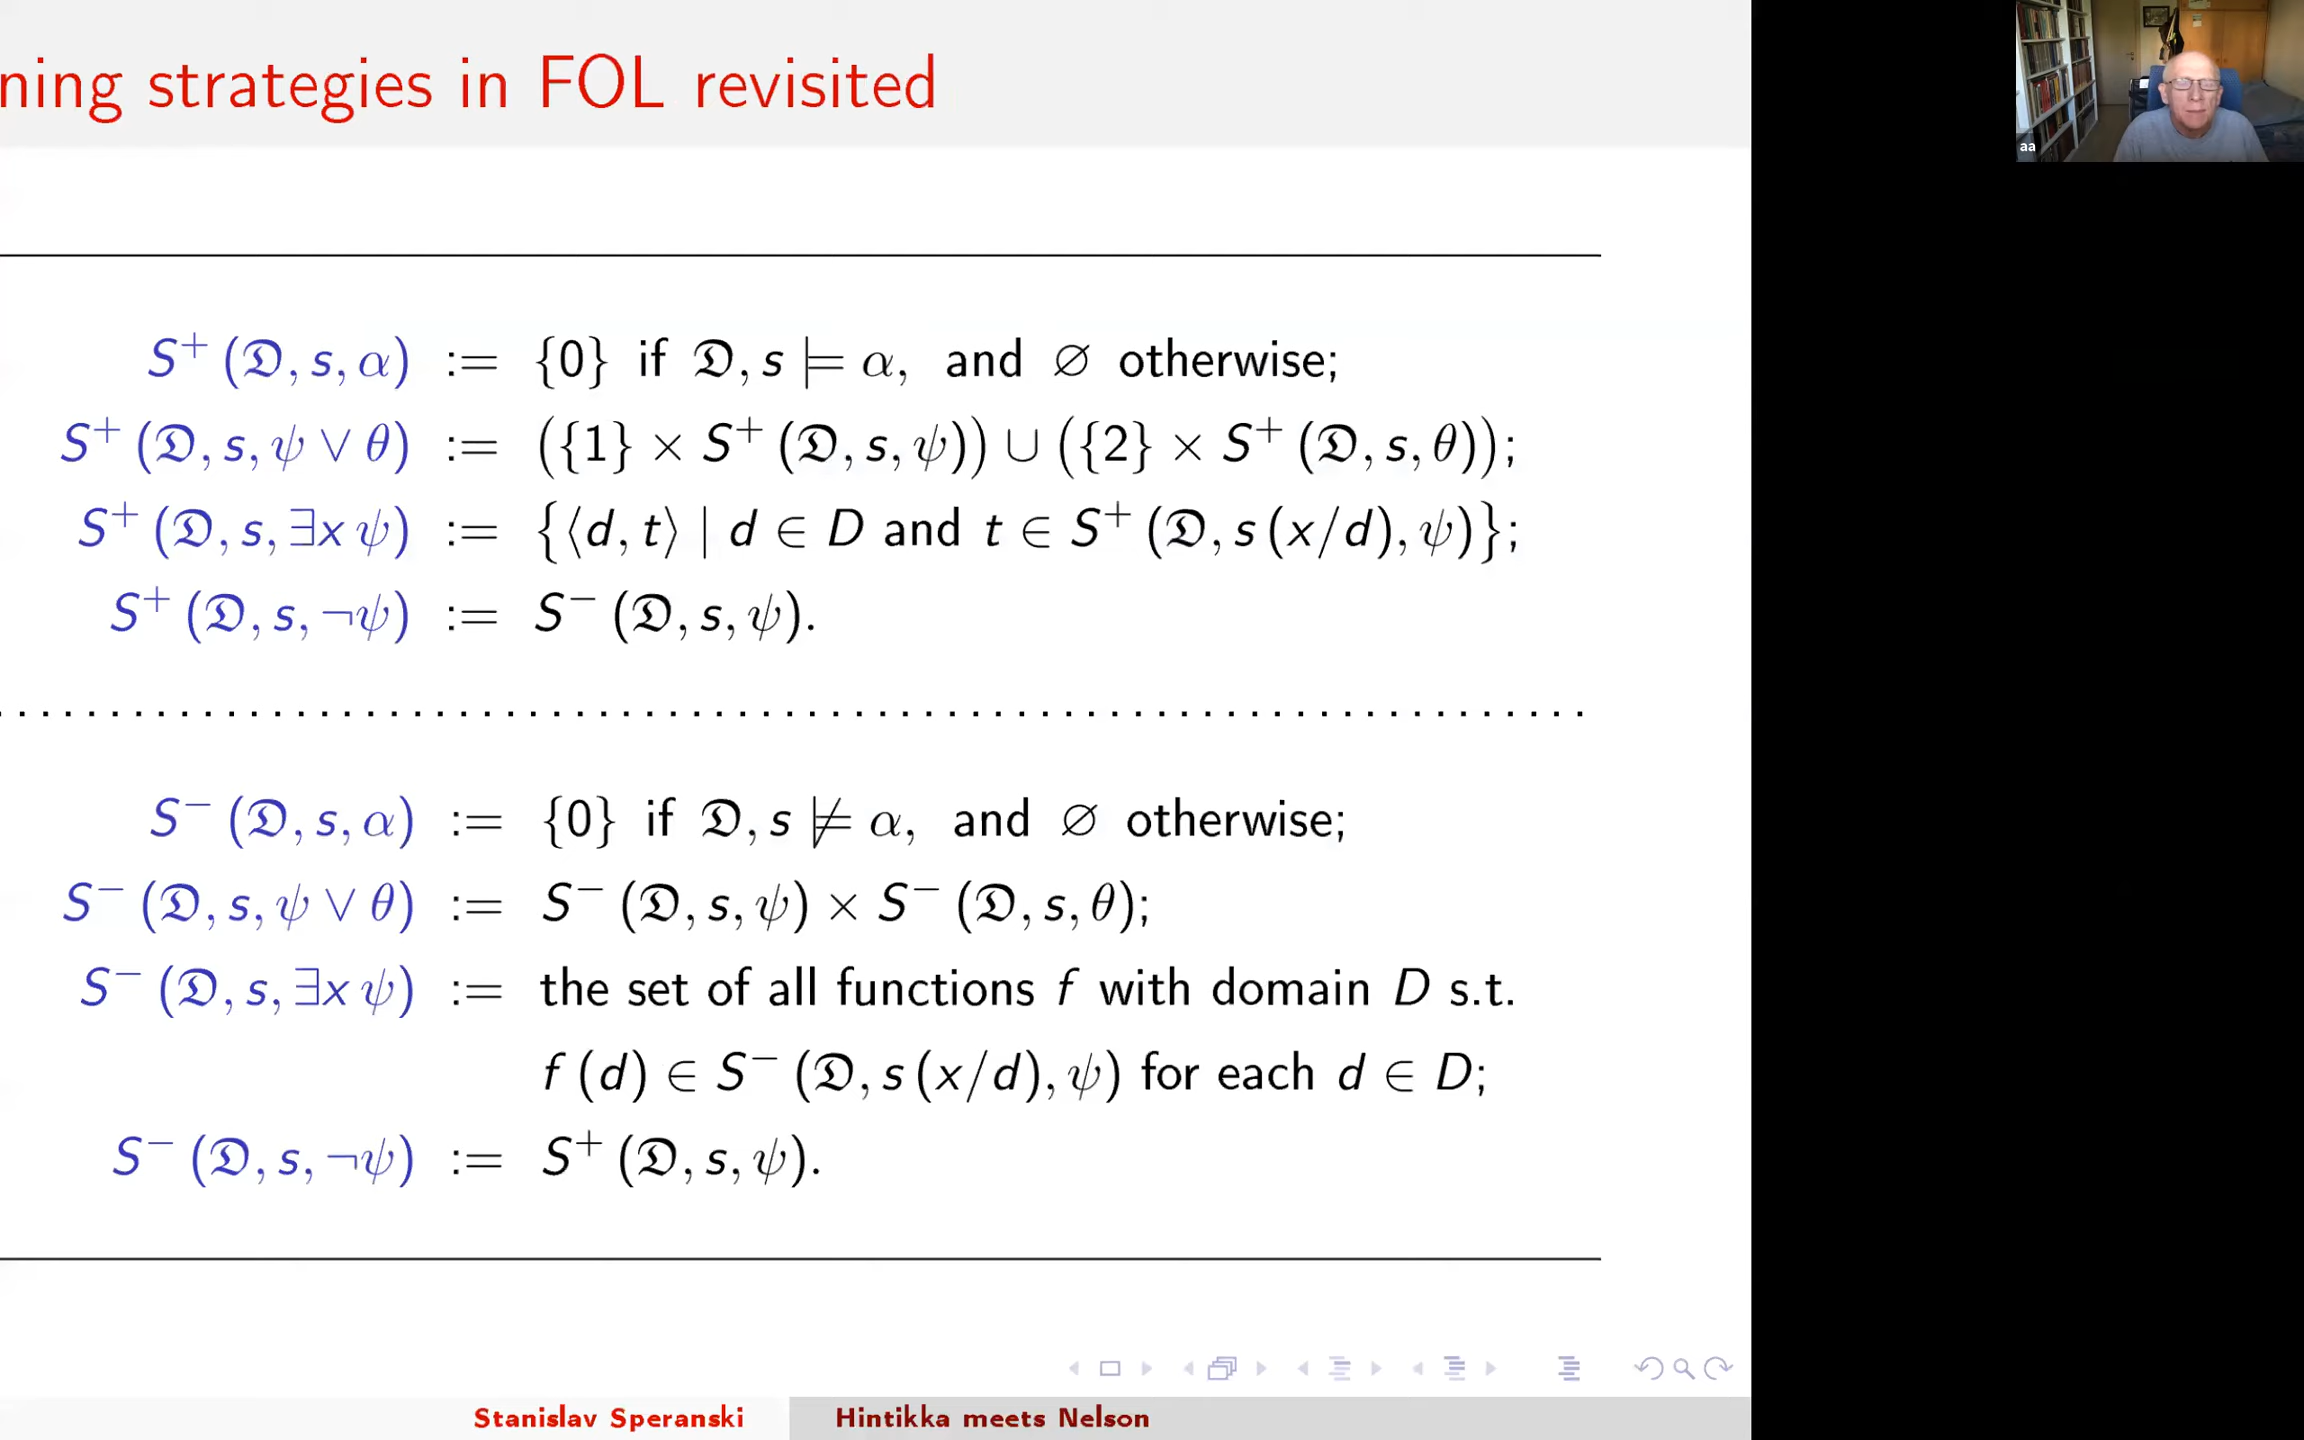 ning strategies in FOL revisited
aa
S⁺ (𝔇, s, α) := {0} if 𝔇, s ⊨ α, and ∅ otherwise;
S⁺ (𝔇, s, ψ ∨ θ) := ({1} × S⁺ (𝔇, s, ψ)) ∪ ({2} × S⁺ (𝔇, s, θ));
S⁺ (𝔇, s, ∃x ψ) := {⟨d, t⟩ | d ∈ D and t ∈ S⁺ (𝔇, s (x/d), ψ)};
S⁺ (𝔇, s, ¬ψ) := S⁻ (𝔇, s, ψ).
S⁻ (𝔇, s, α) := {0} if 𝔇, s ⊭ α, and ∅ otherwise;
S⁻ (𝔇, s, ψ ∨ θ) := S⁻ (𝔇, s, ψ) × S⁻ (𝔇, s, θ);
S⁻ (𝔇, s, ∃x ψ) := the set of all functions f with domain D s.t.
f (d) ∈ S⁻ (𝔇, s (x/d), ψ) for each d ∈ D;
S⁻ (𝔇, s, ¬ψ) := S⁺ (𝔇, s, ψ).
Stanislav Speranski Hintikka meets Nelson